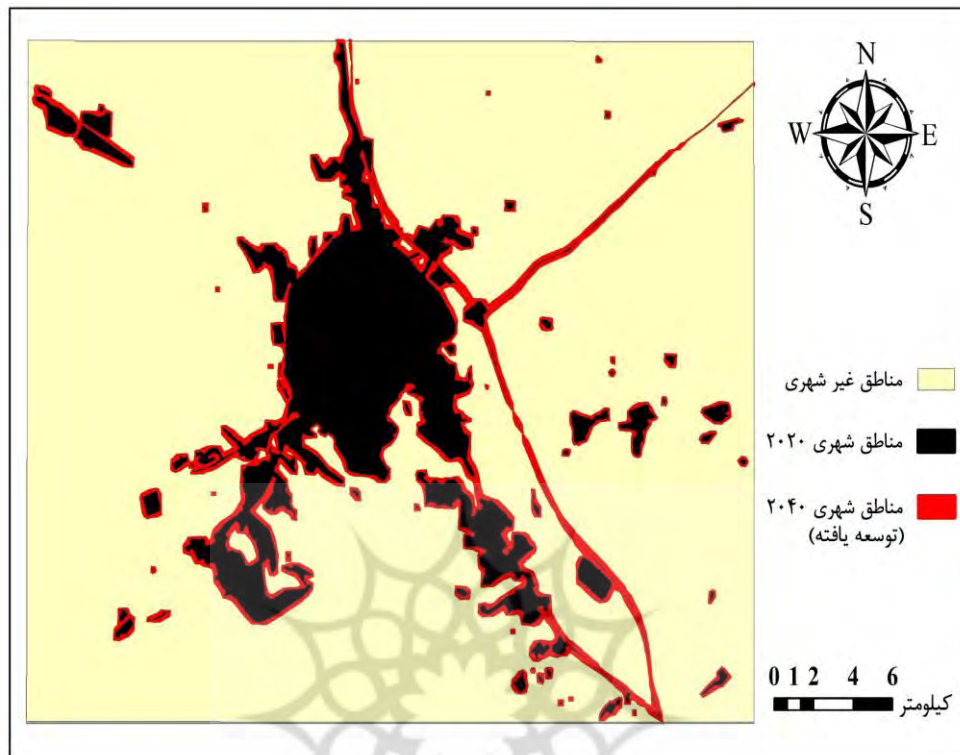 N
W E
S
مناطق غیر شهری
مناطق شهری ۲۰۲۰
مناطق شهری ۲۰۴۰
(توسعه یافته)
0 1 2 4 6
کیلومتر